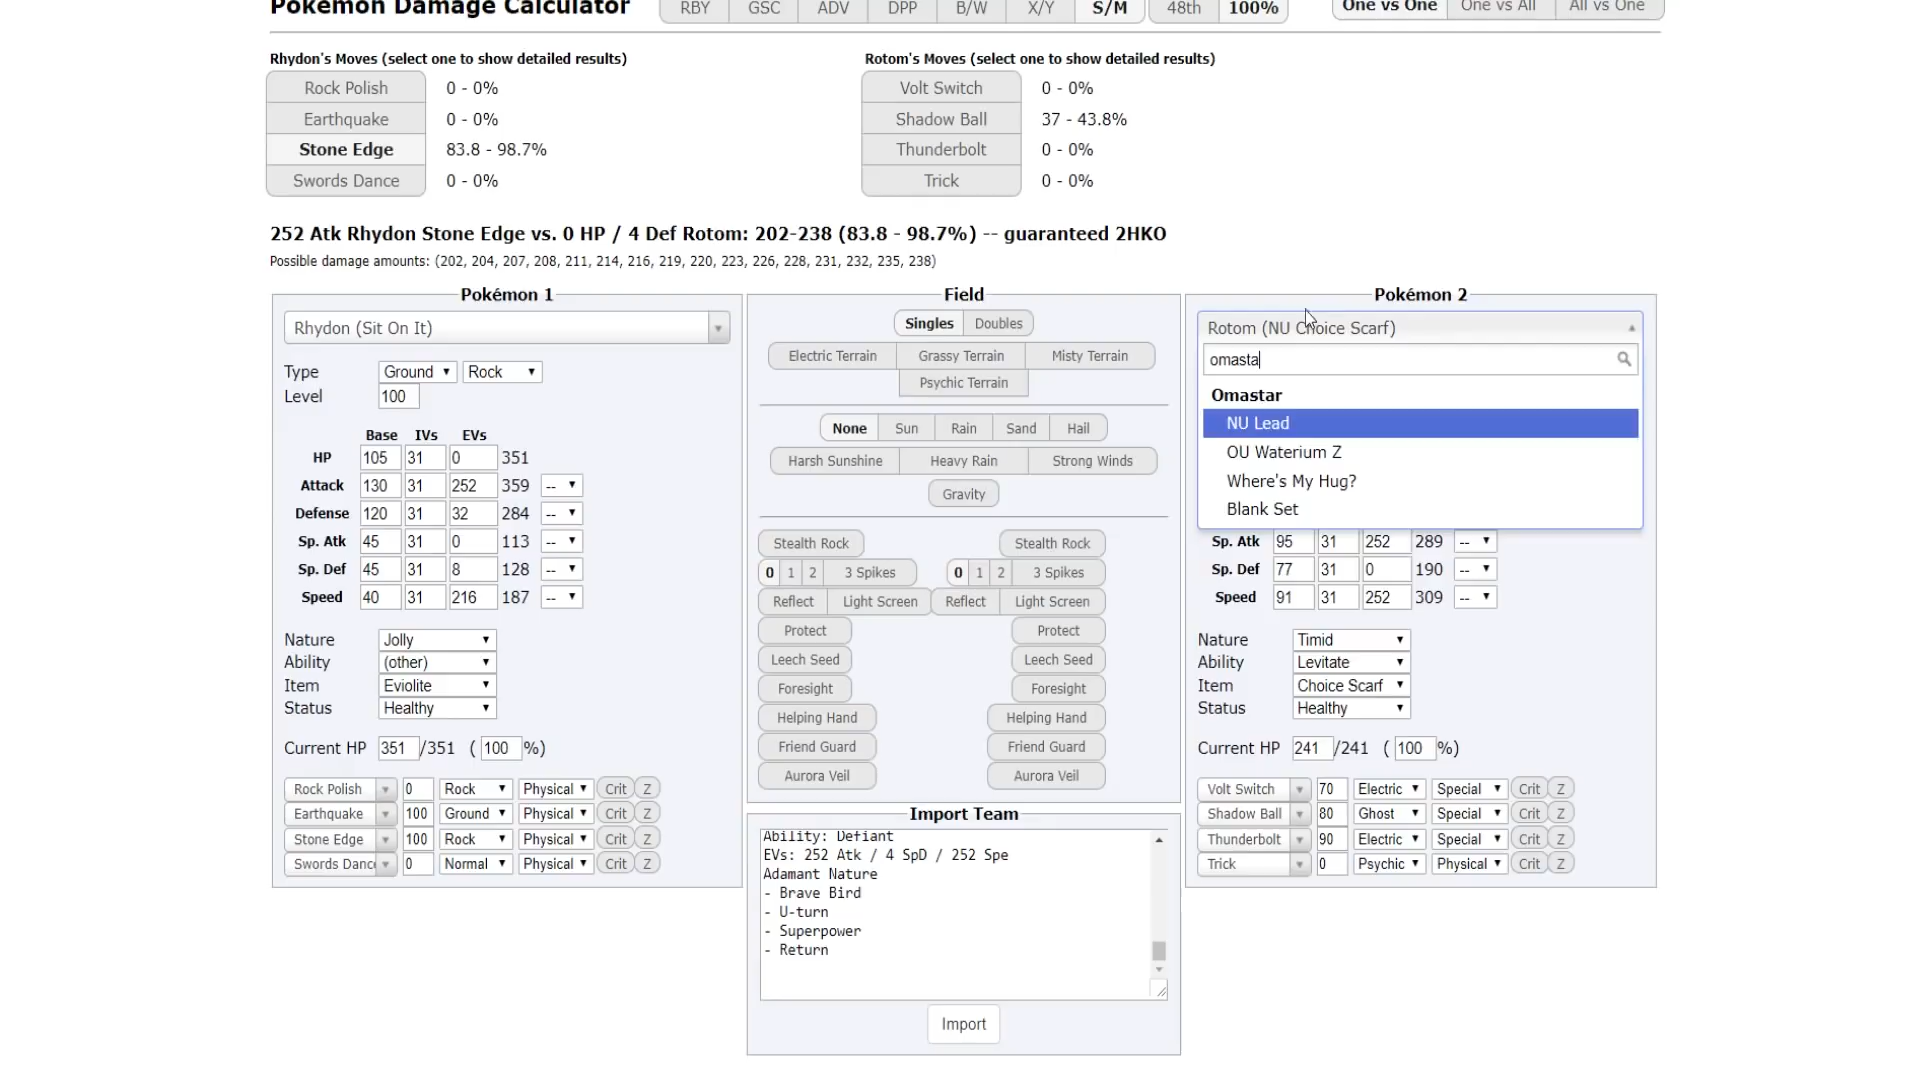 Pokémon Damage Calculator RBY GSC ADV DPP B/W X/Y S/M 48th 100% One vs One One vs All All vs One
Rhydon's Moves (select one to show detailed results) Rotom's Moves (select one to show detailed results)
Rock Polish 0 - 0% Volt Switch 0 - 0%
Earthquake 0 - 0% Shadow Ball 37 - 43.8%
Stone Edge 83.8 - 98.7% Thunderbolt 0 - 0%
Swords Dance 0 - 0% Trick 0 - 0%
252 Atk Rhydon Stone Edge vs. 0 HP / 4 Def Rotom: 202-238 (83.8 - 98.7%) -- guaranteed 2HKO
Possible damage amounts: (202, 204, 207, 208, 211, 214, 216, 219, 220, 223, 226, 228, 231, 232, 235, 238)
Pokémon 1
Rhydon (Sit On It)
Type Ground Rock
Level 100
Base IVs EVs
HP 105 31 0 351
Attack 130 31 252 359 --
Defense 120 31 32 284 --
Sp. Atk 45 31 0 113 --
Sp. Def 45 31 8 128 --
Speed 40 31 216 187 --
Nature Jolly
Ability (other)
Item Eviolite
Status Healthy
Current HP 351 /351 ( 100 %)
Rock Polish 0 Rock Physical Crit Z
Earthquake 100 Ground Physical Crit Z
Stone Edge 100 Rock Physical Crit Z
Swords Danc 0 Normal Physical Crit Z
Field
Singles Doubles
Electric Terrain Grassy Terrain Misty Terrain
Psychic Terrain
None Sun Rain Sand Hail
Harsh Sunshine Heavy Rain Strong Winds
Gravity
Stealth Rock Stealth Rock
0 1 2 3 Spikes 0 1 2 3 Spikes
Reflect Light Screen Reflect Light Screen
Protect Protect
Leech Seed Leech Seed
Foresight Foresight
Helping Hand Helping Hand
Friend Guard Friend Guard
Aurora Veil Aurora Veil
Import Team
Ability: Defiant
EVs: 252 Atk / 4 SpD / 252 Spe
Adamant Nature
- Brave Bird
- U-turn
- Superpower
- Return
Import
Pokémon 2
Rotom (NU Choice Scarf)
omasta
Omastar
NU Lead
OU Waterium Z
Where's My Hug?
Blank Set
Sp. Atk 95 31 252 289 --
Sp. Def 77 31 0 190 --
Speed 91 31 252 309 --
Nature Timid
Ability Levitate
Item Choice Scarf
Status Healthy
Current HP 241 /241 ( 100 %)
Volt Switch 70 Electric Special Crit Z
Shadow Ball 80 Ghost Special Crit Z
Thunderbolt 90 Electric Special Crit Z
Trick 0 Psychic Physical Crit Z